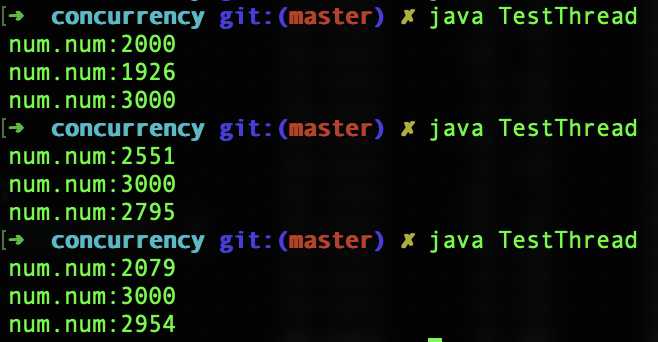 ➜ concurrency git:(master) ✗ java TestThread
num.num:2000
num.num:1926
num.num:3000
➜ concurrency git:(master) ✗ java TestThread
num.num:2551
num.num:3000
num.num:2795
➜ concurrency git:(master) ✗ java TestThread
num.num:2079
num.num:3000
num.num:2954